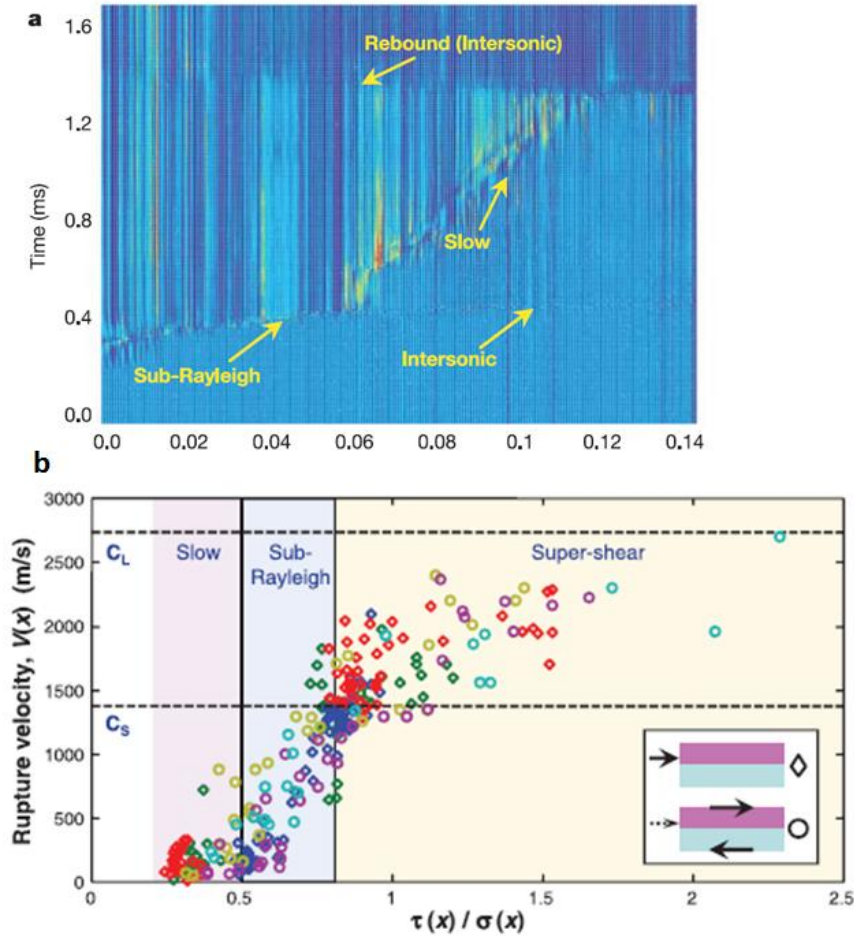 a
1.6
1.2
0.8
0.4
0.0
Time (ms)
Rebound (Intersonic)
Slow
Sub-Rayleigh
Intersonic
0.0 0.02 0.04 0.06 0.08 0.1 0.12 0.14
b
3000
2500
2000
1500
1000
500
0
Rupture velocity, V(x) (m/s)
C_L
Slow
Sub-
Rayleigh
Super-shear
C_S
0 0.5 1 1.5 2 2.5
τ(x) / σ(x)